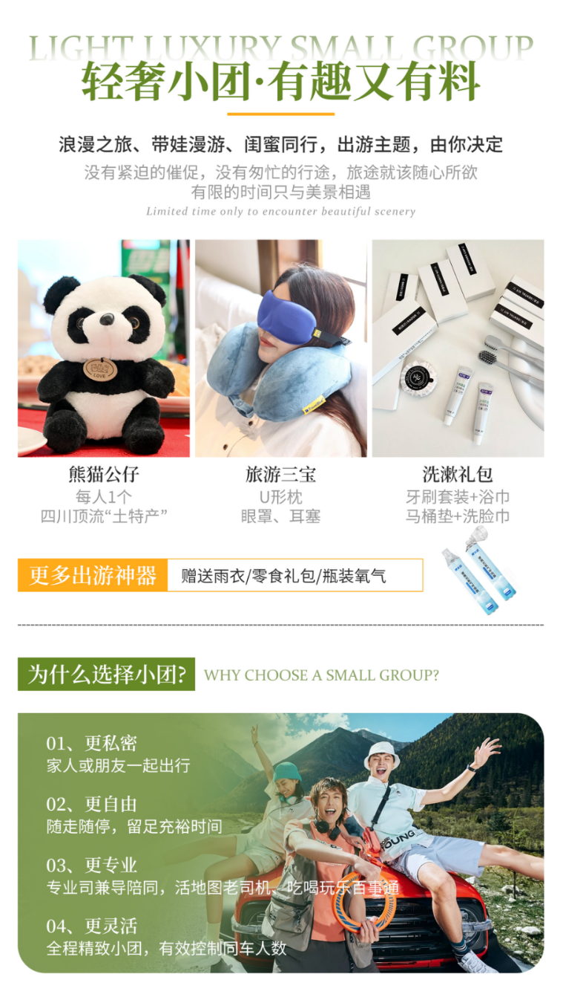 LIGHT LUXURY SMALL GROUP
轻奢小团·有趣又有料
浪漫之旅、带娃漫游、闺蜜同行，出游主题，由你决定
没有紧迫的催促，没有匆忙的行途，旅途就该随心所欲
有限的时间只与美景相遇
Limited time only to encounter beautiful scenery
LOVE
熊猫公仔
每人1个
四川顶流“土特产”
旅游三宝
U形枕
眼罩、耳塞
洗漱礼包
牙刷套装+浴巾
马桶垫+洗脸巾
更多出游神器
赠送雨衣/零食礼包/瓶装氧气
为什么选择小团?
WHY CHOOSE A SMALL GROUP?
01、更私密
家人或朋友一起出行
02、更自由
随走随停，留足充裕时间
03、更专业
专业司兼导陪同，活地图老司机、吃喝玩乐百事通
04、更灵活
全程精致小团，有效控制同车人数
YOUNG